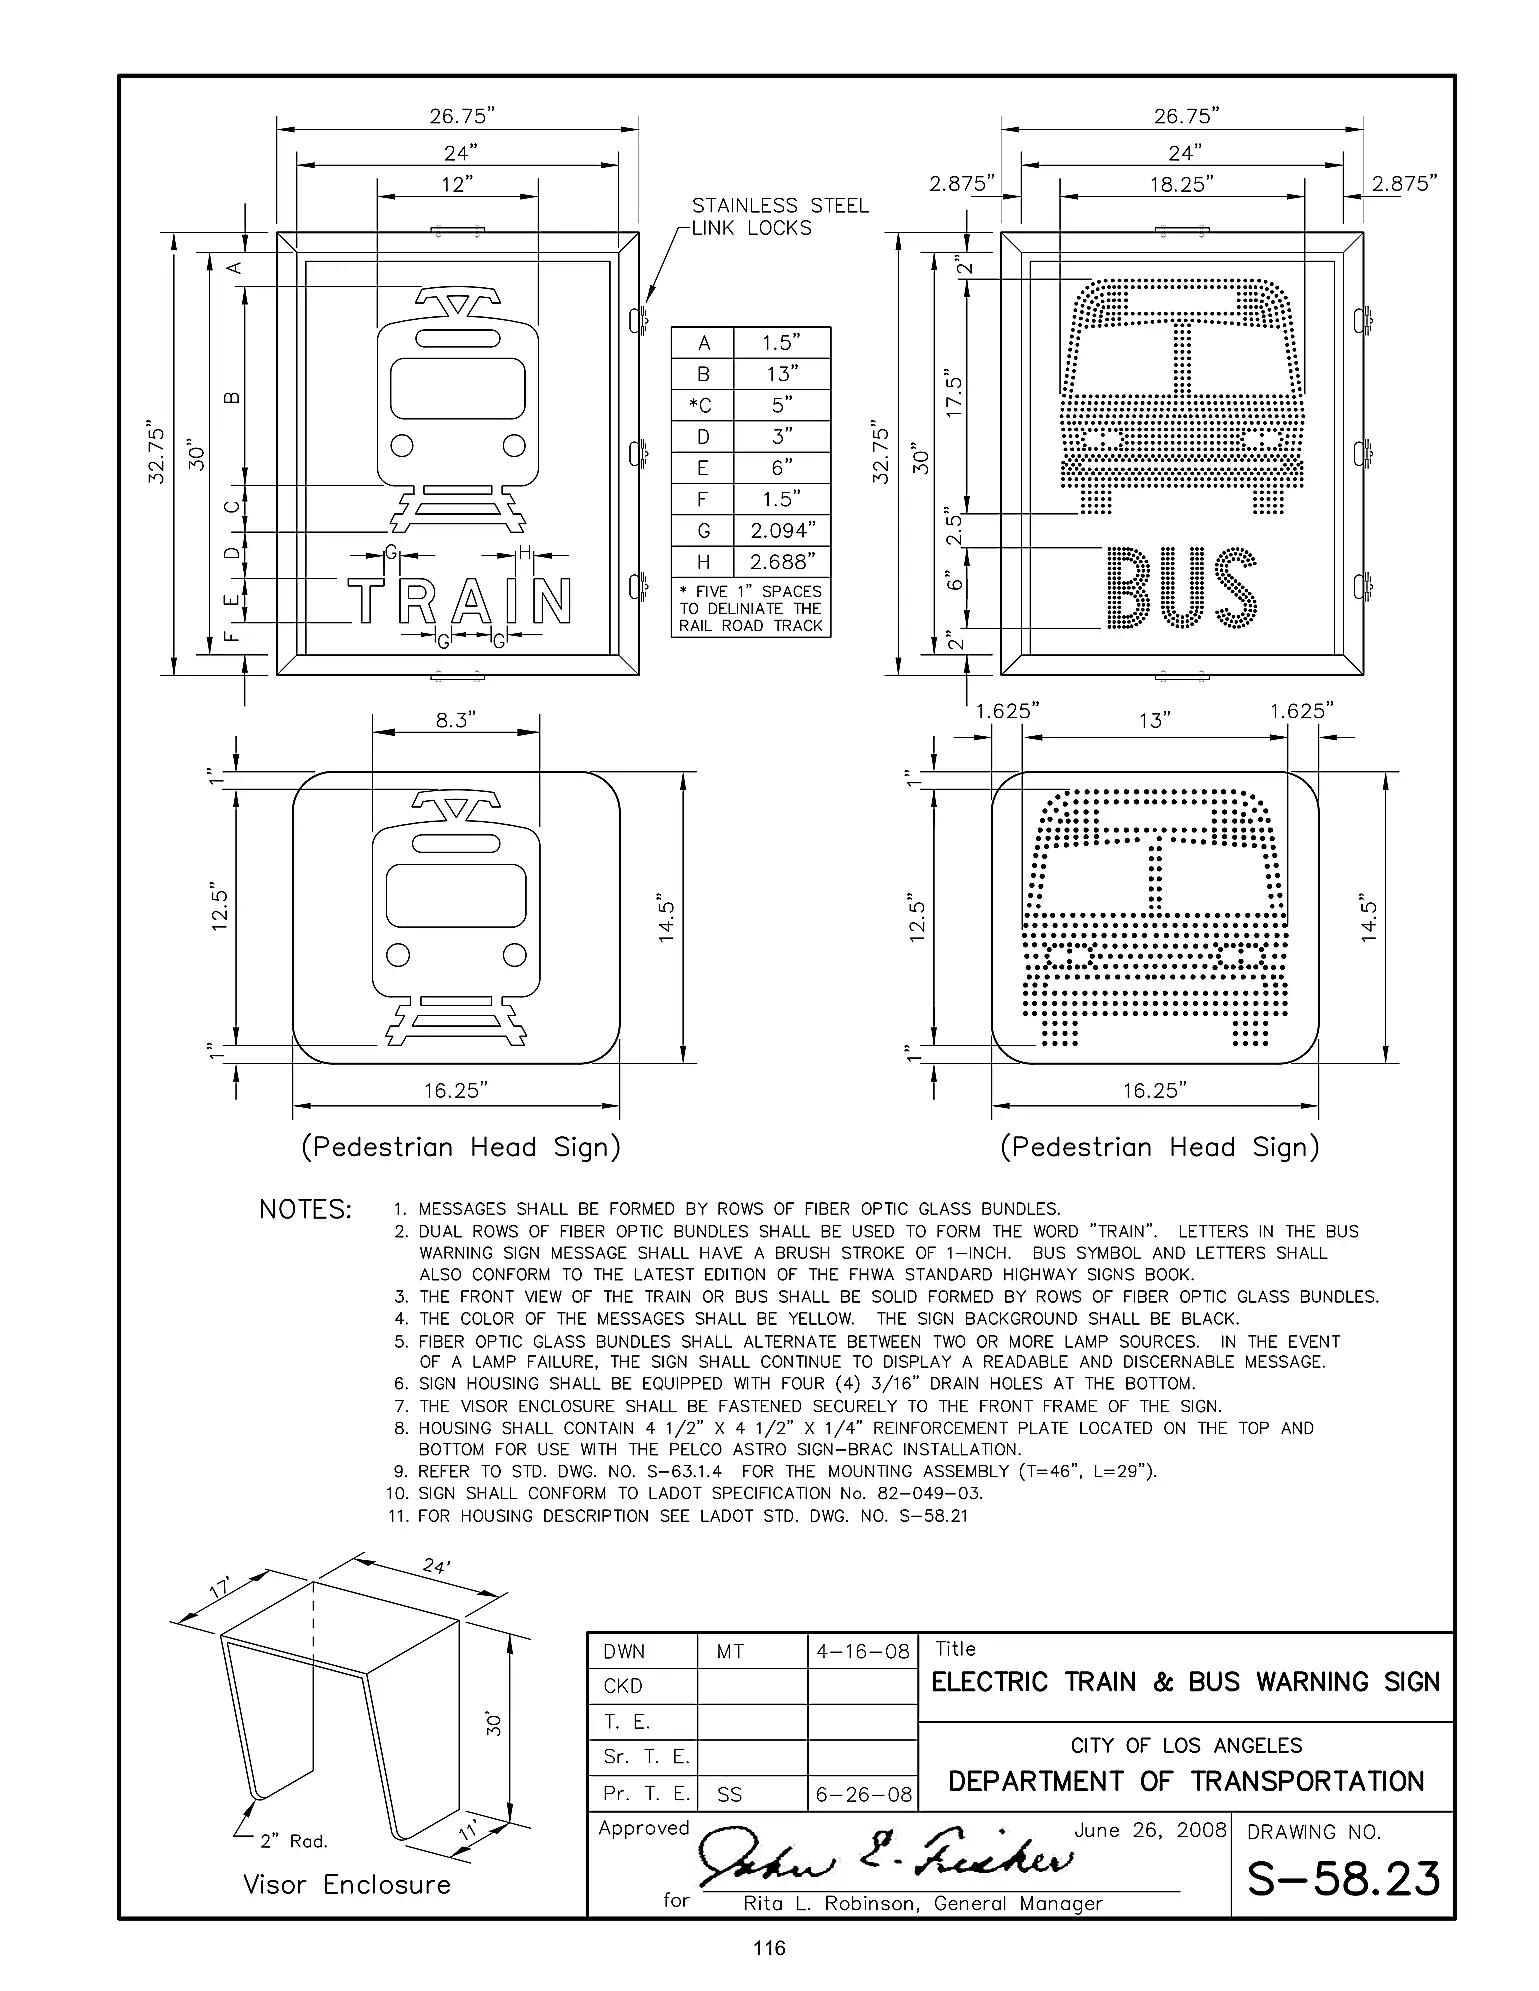 26.75"
24"
12"
STAINLESS STEEL
LINK LOCKS
32.75"
30"
A
B
C
D
E
F
G
H
TRAIN
G
G
A 1.5"
B 13"
*C 5"
D 3"
E 6"
F 1.5"
G 2.094"
H 2.688"
* FIVE 1" SPACES
TO DELINIATE THE
RAIL ROAD TRACK
26.75"
24"
2.875" 18.25" 2.875"
32.75"
30"
2"
17.5"
2.5"
6"
2"
BUS
8.3"
1"
12.5"
1"
14.5"
16.25"
(Pedestrian Head Sign)
1.625" 13" 1.625"
1"
12.5"
1"
14.5"
16.25"
(Pedestrian Head Sign)
NOTES:
1. MESSAGES SHALL BE FORMED BY ROWS OF FIBER OPTIC GLASS BUNDLES.
2. DUAL ROWS OF FIBER OPTIC BUNDLES SHALL BE USED TO FORM THE WORD "TRAIN". LETTERS IN THE BUS
WARNING SIGN MESSAGE SHALL HAVE A BRUSH STROKE OF 1-INCH. BUS SYMBOL AND LETTERS SHALL
ALSO CONFORM TO THE LATEST EDITION OF THE FHWA STANDARD HIGHWAY SIGNS BOOK.
3. THE FRONT VIEW OF THE TRAIN OR BUS SHALL BE SOLID FORMED BY ROWS OF FIBER OPTIC GLASS BUNDLES.
4. THE COLOR OF THE MESSAGES SHALL BE YELLOW. THE SIGN BACKGROUND SHALL BE BLACK.
5. FIBER OPTIC GLASS BUNDLES SHALL ALTERNATE BETWEEN TWO OR MORE LAMP SOURCES. IN THE EVENT
OF A LAMP FAILURE, THE SIGN SHALL CONTINUE TO DISPLAY A READABLE AND DISCERNABLE MESSAGE.
6. SIGN HOUSING SHALL BE EQUIPPED WITH FOUR (4) 3/16" DRAIN HOLES AT THE BOTTOM.
7. THE VISOR ENCLOSURE SHALL BE FASTENED SECURELY TO THE FRONT FRAME OF THE SIGN.
8. HOUSING SHALL CONTAIN 4 1/2" X 4 1/2" X 1/4" REINFORCEMENT PLATE LOCATED ON THE TOP AND
BOTTOM FOR USE WITH THE PELCO ASTRO SIGN-BRAC INSTALLATION.
9. REFER TO STD. DWG. NO. S-63.1.4 FOR THE MOUNTING ASSEMBLY (T=46", L=29").
10. SIGN SHALL CONFORM TO LADOT SPECIFICATION No. 82-049-03.
11. FOR HOUSING DESCRIPTION SEE LADOT STD. DWG. NO. S-58.21
17'
24'
30'
11'
2" Rad.
Visor Enclosure
DWN MT 4-16-08
CKD
T. E.
Sr. T. E.
Pr. T. E. SS 6-26-08
Title
ELECTRIC TRAIN & BUS WARNING SIGN
CITY OF LOS ANGELES
DEPARTMENT OF TRANSPORTATION
Approved John E. Fisher June 26, 2008
for Rita L. Robinson, General Manager
DRAWING NO.
S-58.23
116